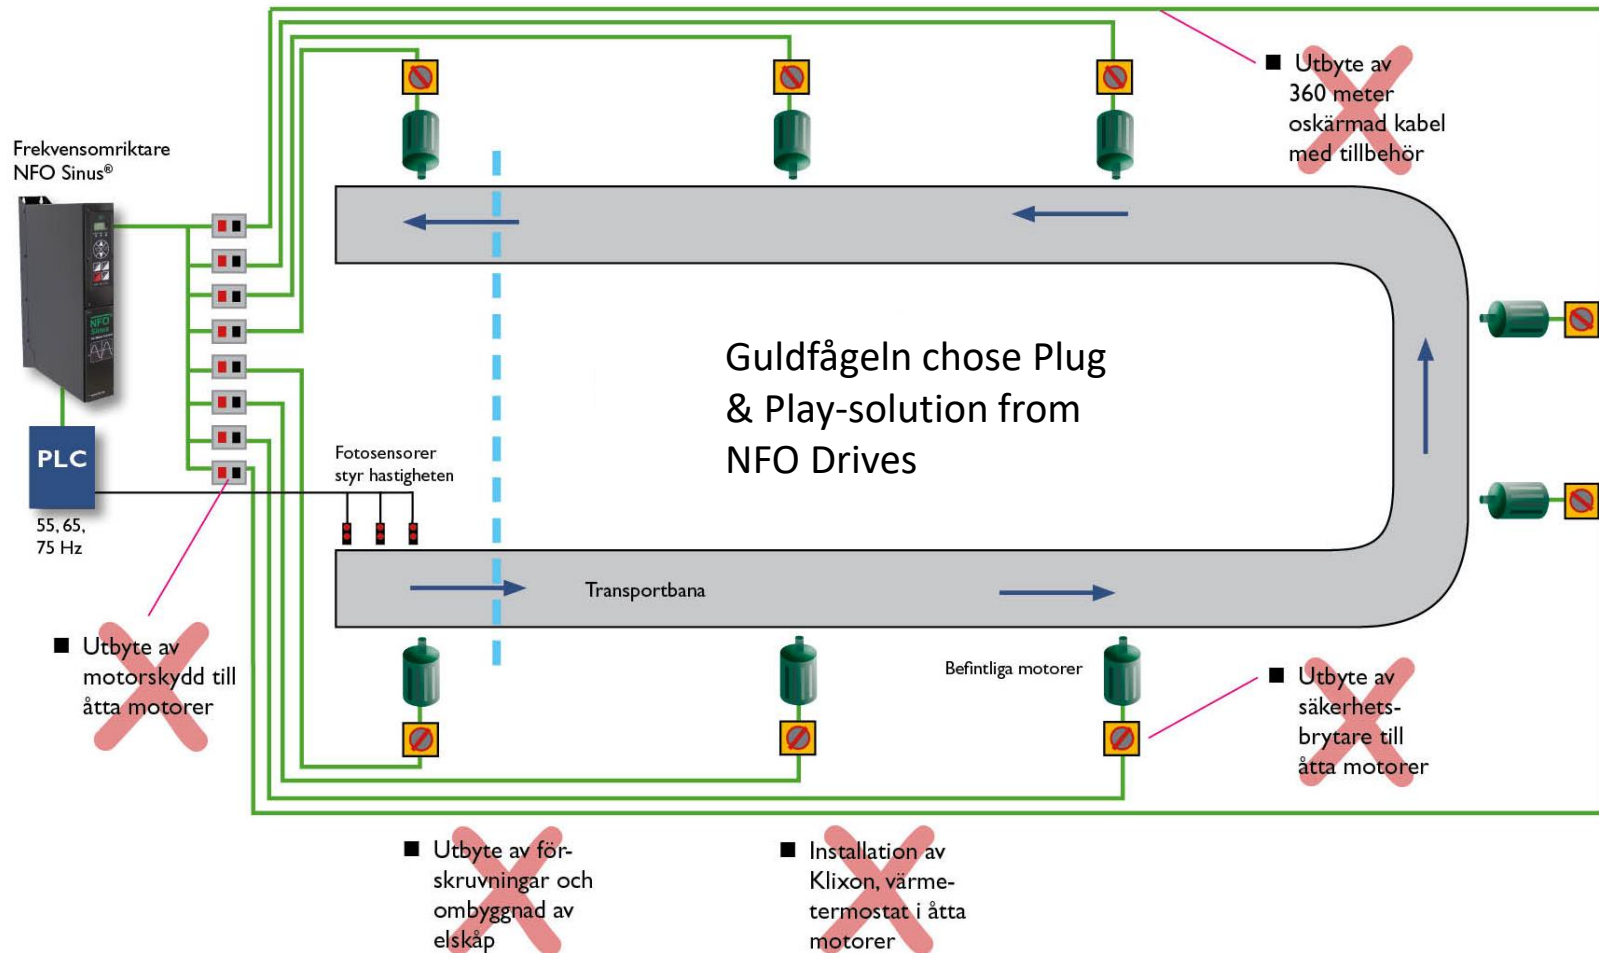 ■ Utbyte av
360 meter
oskärmad kabel
med tillbehör
Frekvensomriktare
NFO Sinus®
NFO
Sinus
Guldfågeln chose Plug
& Play-solution from
NFO Drives
PLC
55, 65,
75 Hz
Fotosensorer
styr hastigheten
Transportbana
■ Utbyte av
motorskydd till
åtta motorer
Befintliga motorer
■ Utbyte av
säkerhets-
brytare till
åtta motorer
■ Utbyte av för-
skruvningar och
ombyggnad av
elskåp
■ Installation av
Klixon, värme-
termostat i åtta
motorer